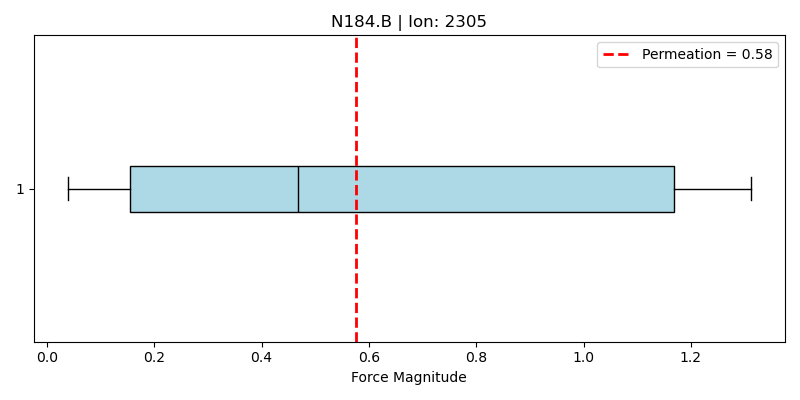 N184.B | Ion: 2305
Permeation = 0.58
1
0.0 0.2 0.4 0.6 0.8 1.0 1.2
Force Magnitude